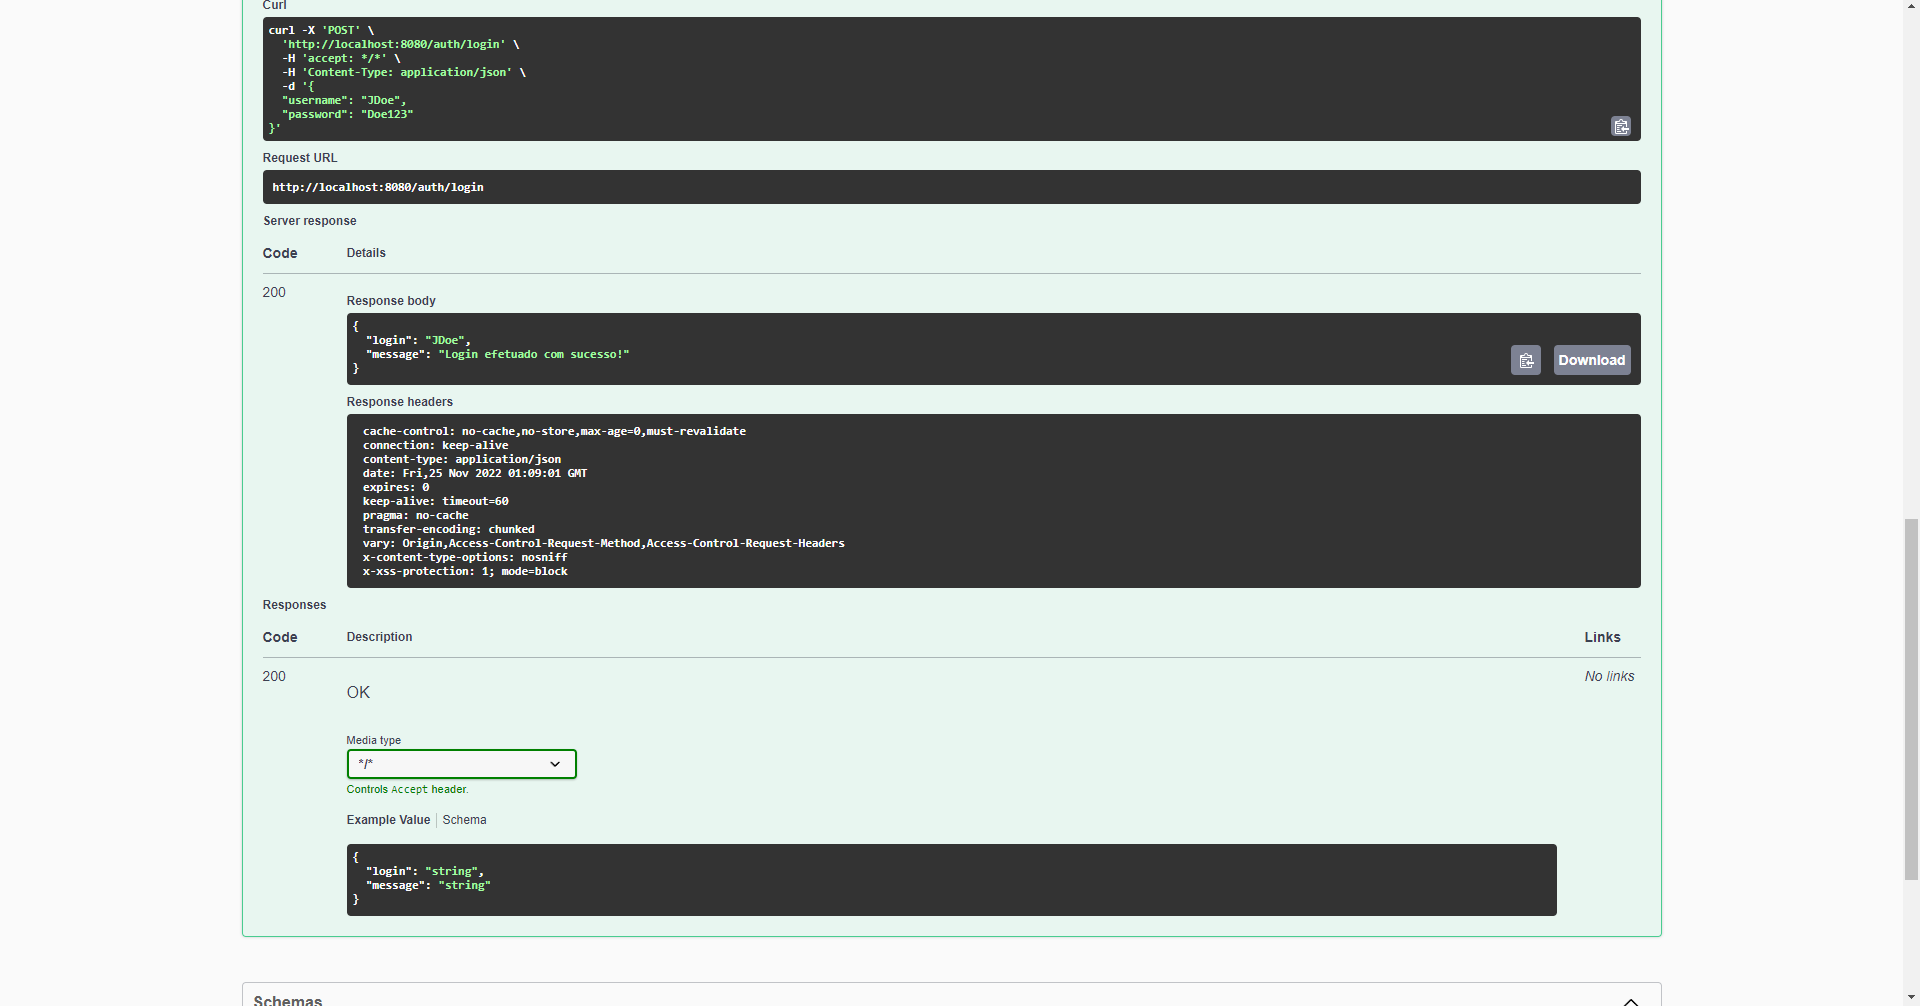 Curl
curl -X 'POST' \
'http://localhost:8080/auth/login' \
-H 'accept: */*' \
-H 'Content-Type: application/json' \
-d '{
"username": "JDoe",
"password": "Doe123"
}'
Request URL
http://localhost:8080/auth/login
Server response
Code Details
200
Response body
{
"login": "JDoe",
"message": "Login efetuado com sucesso!"
}
Download
Response headers
cache-control: no-cache,no-store,max-age=0,must-revalidate
connection: keep-alive
content-type: application/json
date: Fri,25 Nov 2022 01:09:01 GMT
expires: 0
keep-alive: timeout=60
pragma: no-cache
transfer-encoding: chunked
vary: Origin,Access-Control-Request-Method,Access-Control-Request-Headers
x-content-type-options: nosniff
x-xss-protection: 1; mode=block
Responses
Code Description Links
200 No links
OK
Media type
*/*
Controls Accept header.
Example Value Schema
{
"login": "string",
"message": "string"
}
Schemas